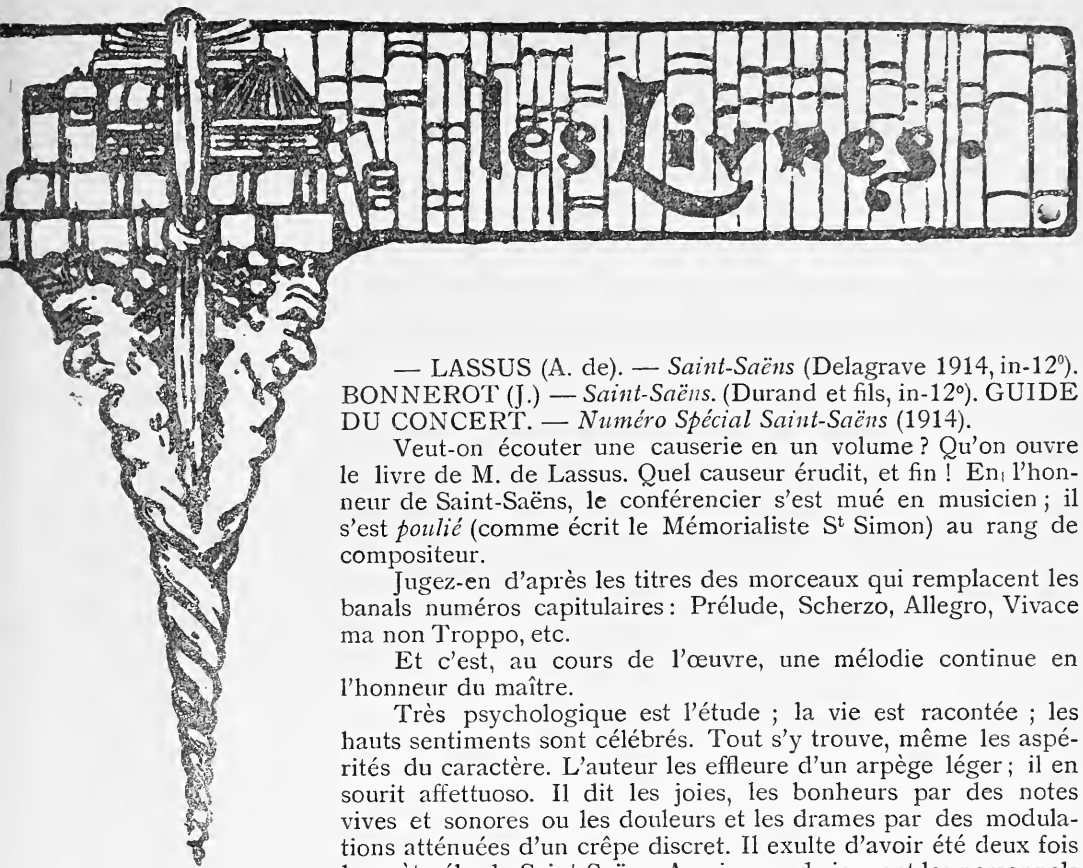 les Livres.
— LASSUS (A. de). — Saint-Saëns (Delagrave 1914, in-12⁰).
BONNEROT (J.) — Saint-Saëns. (Durand et fils, in-12º). GUIDE
DU CONCERT. — Numéro Spécial Saint-Saëns (1914).
Veut-on écouter une causerie en un volume ? Qu'on ouvre
le livre de M. de Lassus. Quel causeur érudit, et fin ! En l'hon-
neur de Saint-Saëns, le conférencier s'est mué en musicien ; il
s'est poulié (comme écrit le Mémorialiste Sᵗ Simon) au rang de
compositeur.
Jugez-en d'après les titres des morceaux qui remplacent les
banals numéros capitulaires : Prélude, Scherzo, Allegro, Vivace
ma non Troppo, etc.
Et c'est, au cours de l'œuvre, une mélodie continue en
l'honneur du maître.
Très psychologique est l'étude ; la vie est racontée ; les
hauts sentiments sont célébrés. Tout s'y trouve, même les aspé-
rités du caractère. L'auteur les effleure d'un arpège léger ; il en
sourit affettuoso. Il dit les joies, les bonheurs par des notes
vives et sonores ou les douleurs et les drames par des modula-
tions atténuées d'un crêpe discret. Il exulte d'avoir été deux fois